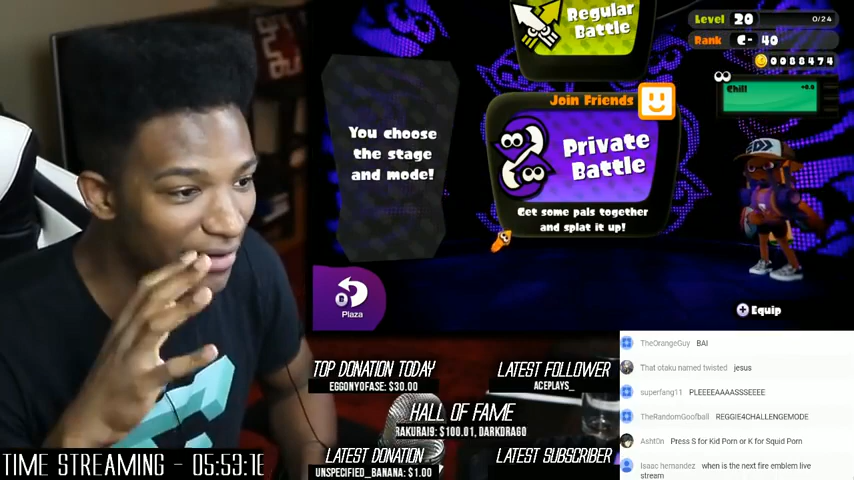 Regular
Battle
Level 20 0/24
Rank C- 40
0088474
Chill +0.0
Join Friends
You choose
the stage
and mode!
Private
Battle
Get some pals together
and splat it up!
Plaza
Equip
TheOrangeGuy BAI
That otaku named twisted jesus
superfang11 PLEEEEAAAASSSEEEE
TheRandomGoofball REGGIE4CHALLENGEMODE
Asht0n Press S for Kid Porn or K for Squid Porn
Isaac hernandez when is the next fire emblem live
stream
TOP DONATION TODAY
EGGONYOFASE: $30.00
LATEST FOLLOWER
ACEPLAYS_
HALL OF FAME
RAKURAI9: $100.01, DARKDRAGO
LATEST DONATION
UNSPECIFIED_BANANA: $1.00
LATEST SUBSCRIBER
TIME STREAMING - 05:53:1